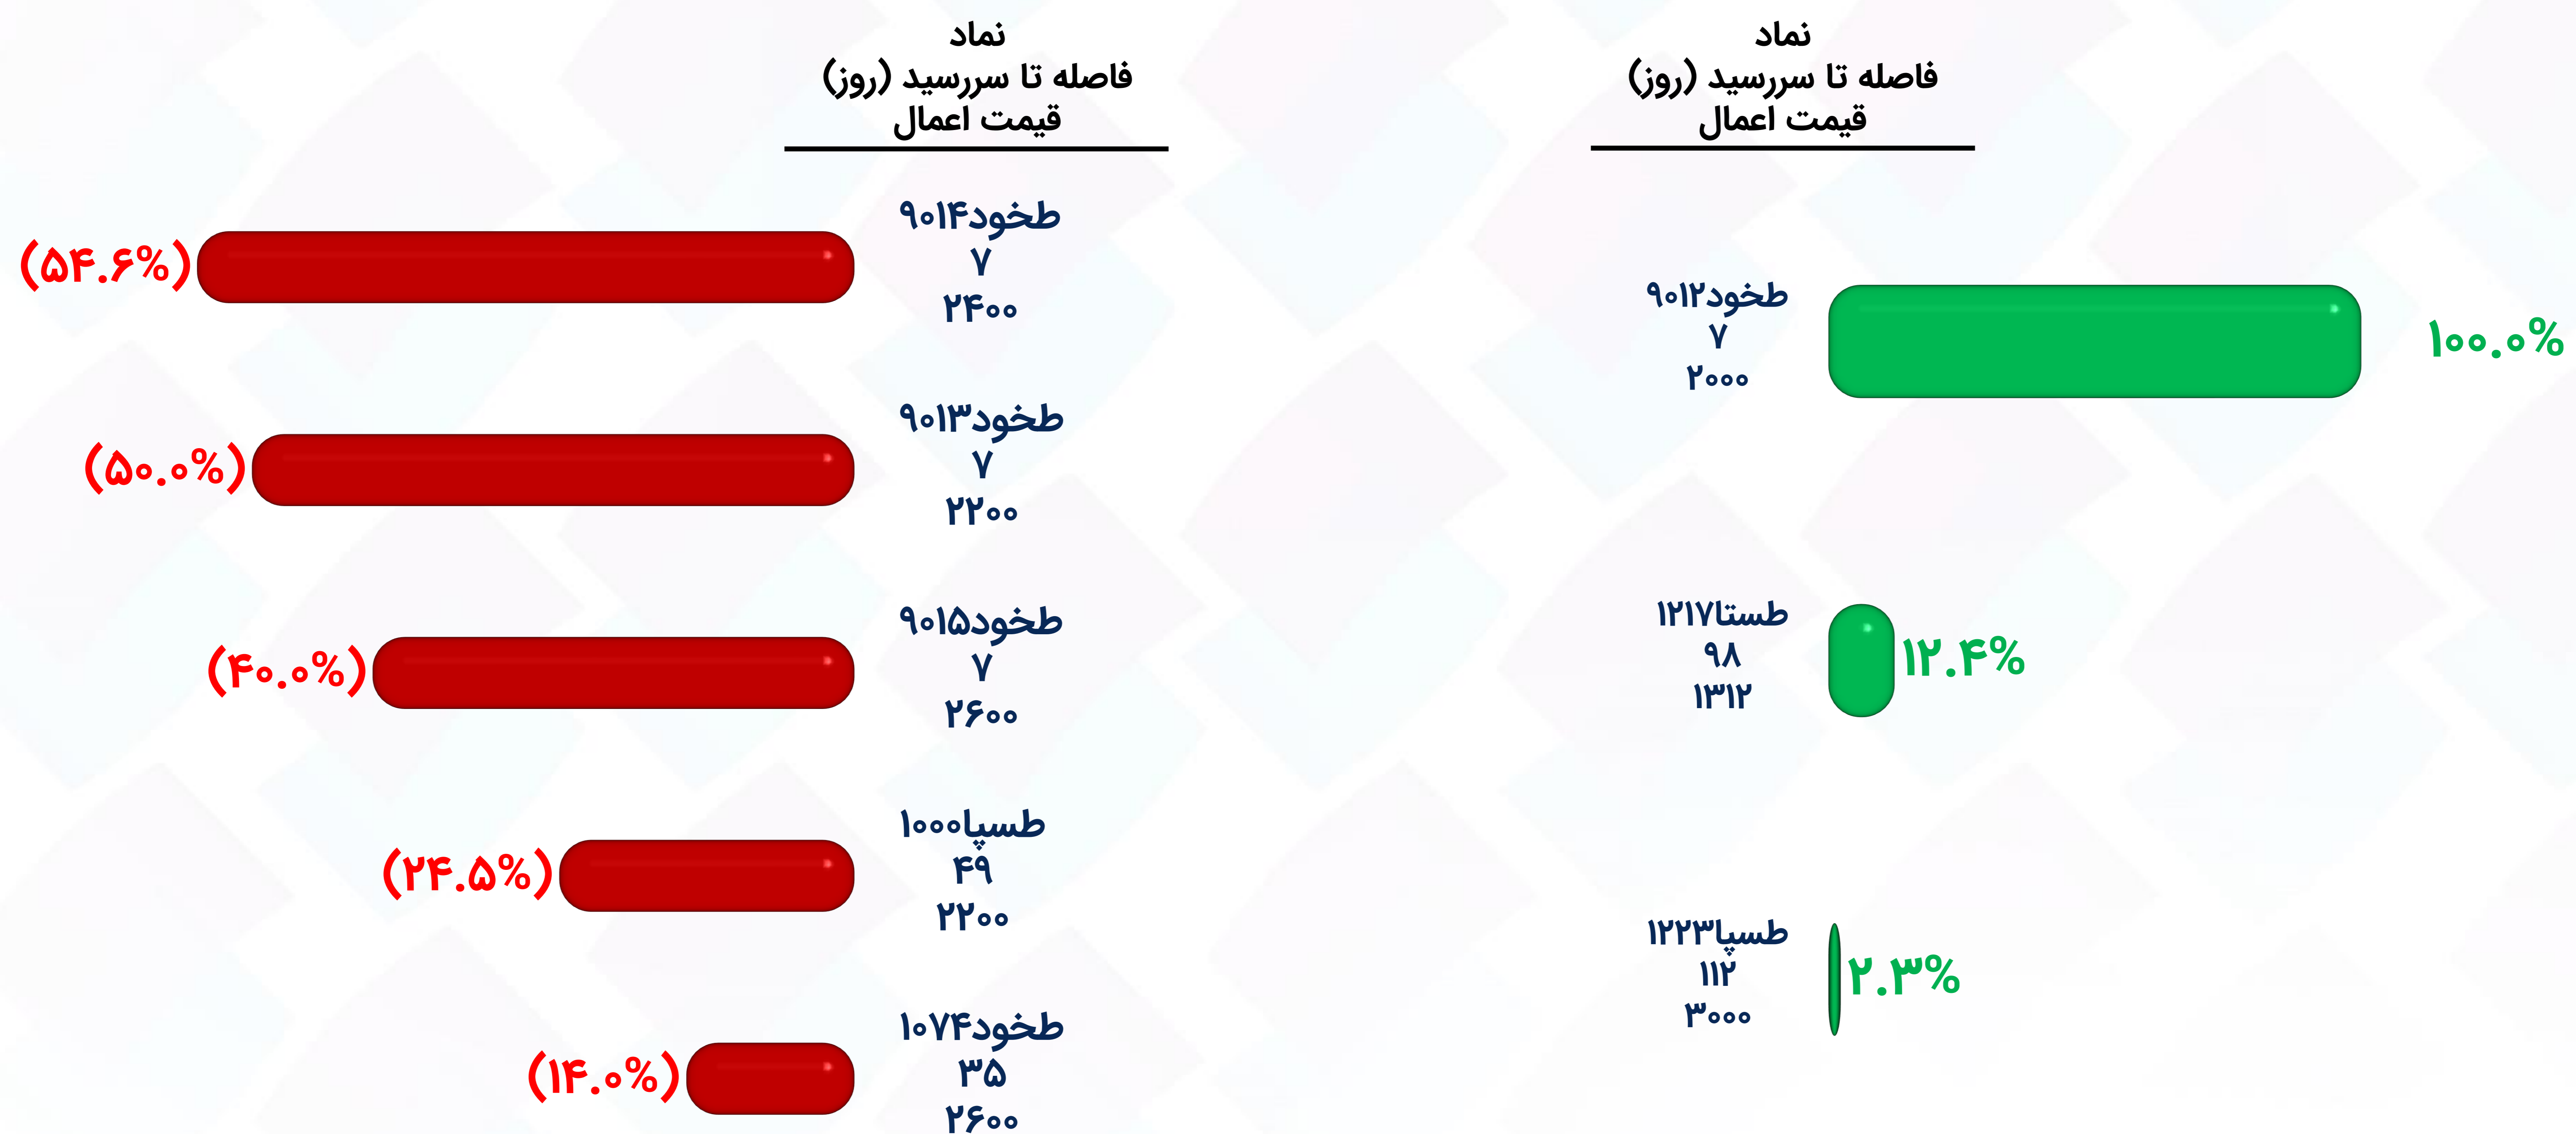 نماد
فاصله تا سررسید (روز)
قیمت اعمال
طخود۹۰۱۲
۷
۲۰۰۰
۱۰۰.۰%
طستا۱۲۱۷
۹۸
۱۳۱۲
۱۲.۴%
طسپا۱۲۲۳
۱۱۲
۳۰۰۰
۲.۳%
نماد
فاصله تا سررسید (روز)
قیمت اعمال
طخود۹۰۱۴
۷
۲۴۰۰
(۵۴.۶%)
طخود۹۰۱۳
۷
۲۲۰۰
(۵۰.۰%)
طخود۹۰۱۵
۷
۲۶۰۰
(۴۰.۰%)
طسپا۱۰۰۰
۴۹
۲۲۰۰
(۲۴.۵%)
طخود۱۰۷۴
۳۵
۲۶۰۰
(۱۴.۰%)